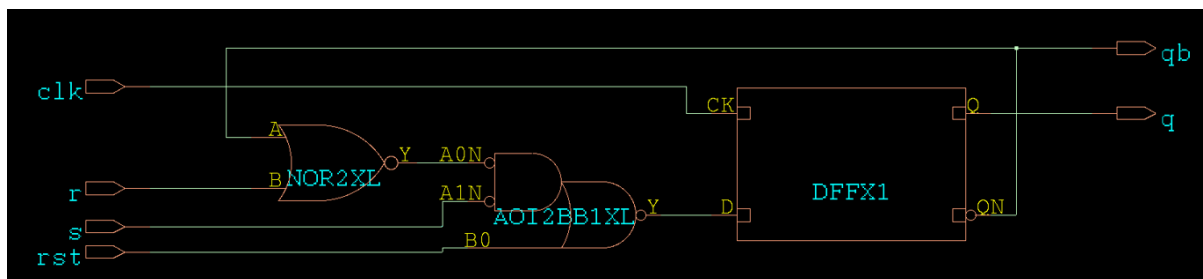 qb
clk
CK
Q
q
A
Y
A0N
B
NOR2XL
r
A1N
DFFX1
s
AOI2BB1XL
Y
D
QN
B0
rst